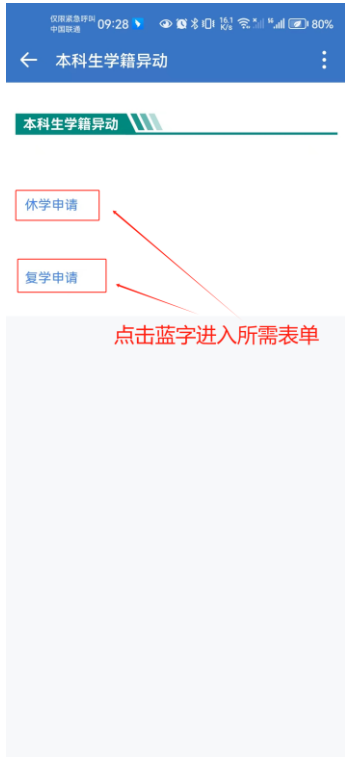 仅限紧急呼叫
中国联通
09:28
16.1
K/s
80%
本科生学籍异动
本科生学籍异动
休学申请
复学申请
点击蓝字进入所需表单